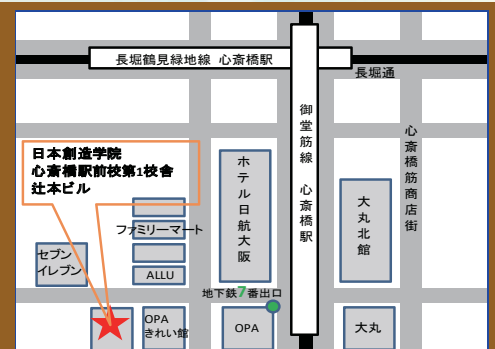 長堀鶴見緑地線 心斎橋駅
長堀通
御堂筋線 心斎橋駅
心斎橋筋商店街
日本創造学院
心斎橋駅前校第1校舎
辻本ビル
ホテル日航大阪
大丸北館
ファミリーマート
セブン
イレブン
ALLU
地下鉄7番出口
OPA
きれい館
OPA
大丸